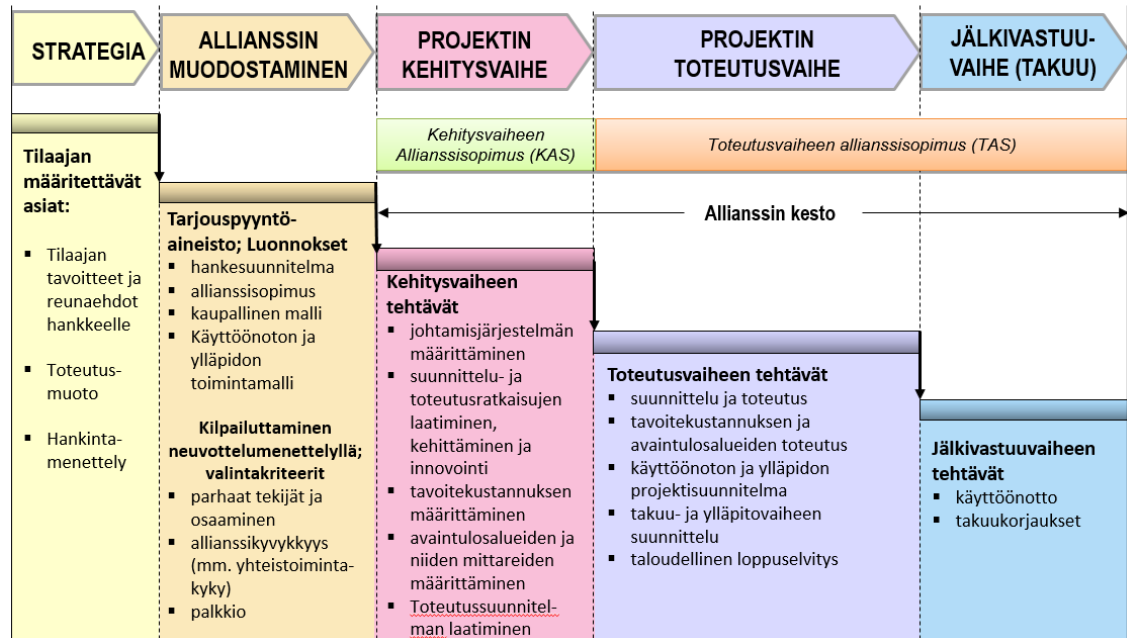 STRATEGIA
ALLIANSSIN
MUODOSTAMINEN
PROJEKTIN
KEHITYSVAIHE
PROJEKTIN
TOTEUTUSVAIHE
JÄLKIVASTUU-
VAIHE (TAKUU)
Kehitysvaiheen
Allianssisopimus (KAS)
Toteutusvaiheen allianssisopimus (TAS)
Allianssin kesto
Tilaajan
määritettävät
asiat:
▪ Tilaajan
tavoitteet ja
reunaehdot
hankkeelle
▪ Toteutus-
muoto
▪ Hankinta-
menettely
Tarjouspyyntö-
aineisto; Luonnokset
▪ hankesuunnitelma
▪ allianssisopimus
▪ kaupallinen malli
▪ Käyttöönoton ja
ylläpidon
toimintamalli
Kilpailuttaminen
neuvottelumenettelyllä;
valintakriteerit
▪ parhaat tekijät ja
osaaminen
▪ allianssikyvykkyys
(mm. yhteistoiminta-
kyky)
▪ palkkio
Kehitysvaiheen
tehtävät
▪ johtamisjärjestelmän
määrittäminen
▪ suunnittelu- ja
toteutusratkaisujen
laatiminen,
kehittäminen ja
innovointi
▪ tavoitekustannuksen
määrittäminen
▪ avaintulosalueiden ja
niiden mittareiden
määrittäminen
▪ Toteutussuunnitel-
man laatiminen
Toteutusvaiheen tehtävät
▪ suunnittelu ja toteutus
▪ tavoitekustannuksen ja
avaintulosalueiden toteutus
▪ käyttöönoton ja ylläpidon
projektisuunnitelma
▪ takuu- ja ylläpitovaiheen
suunnittelu
▪ taloudellinen loppuselvitys
Jälkivastuuvaiheen
tehtävät
▪ käyttöönotto
▪ takuukorjaukset